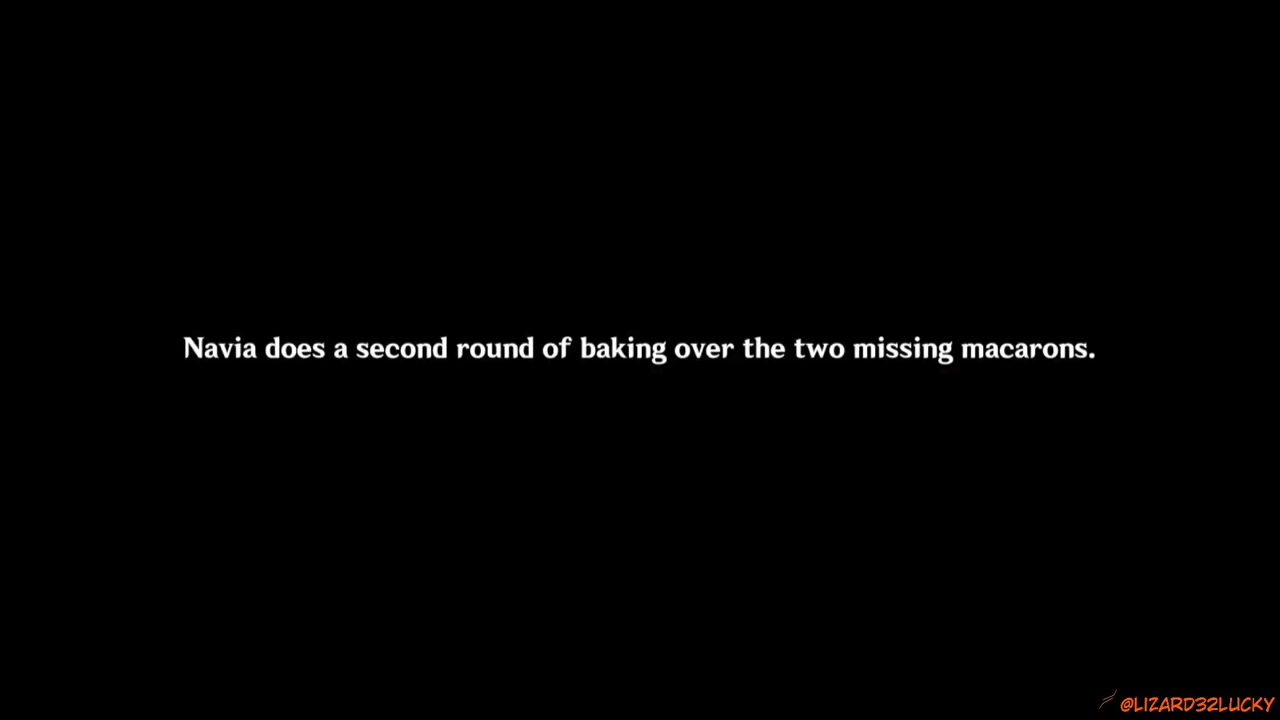 Navia does a second round of baking over the two missing macarons.
@LIZARD32LUCKY